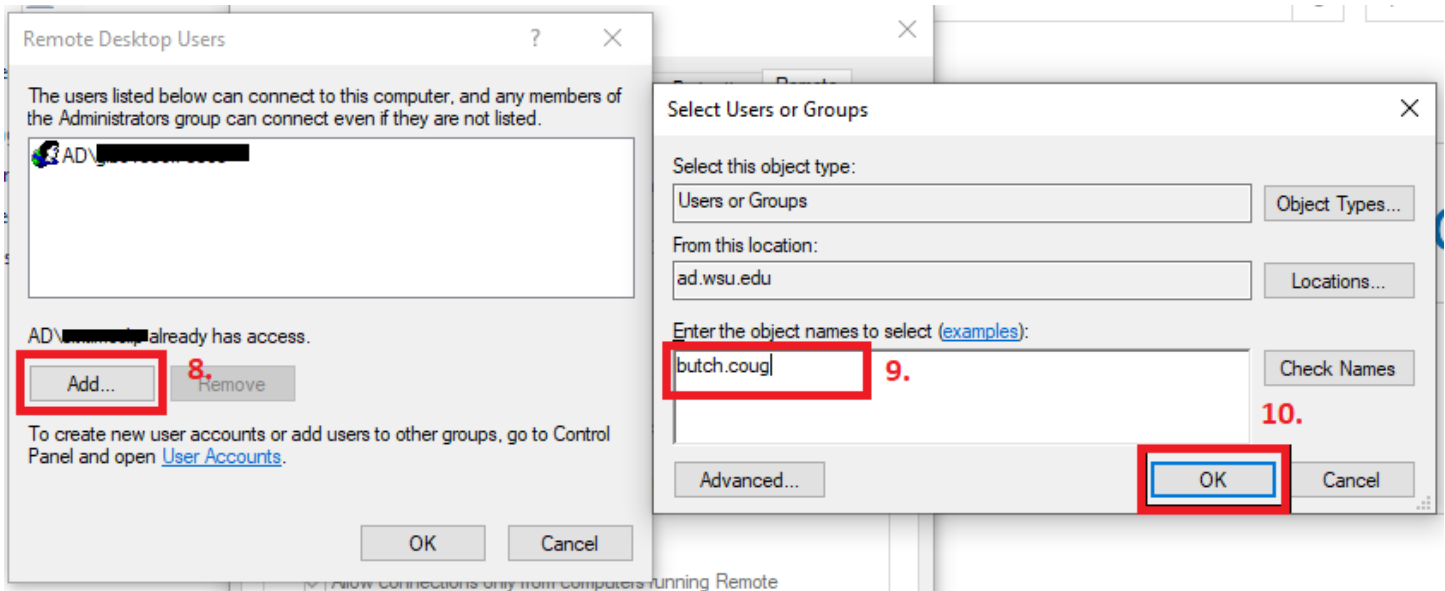 Remote Desktop Users
The users listed below can connect to this computer, and any members of
the Administrators group can connect even if they are not listed.
AD\
AD\ already has access.
Add...
8.
Remove
To create new user accounts or add users to other groups, go to Control
Panel and open User Accounts.
OK
Cancel
Remote
Select Users or Groups
Select this object type:
Users or Groups
Object Types...
From this location:
ad.wsu.edu
Locations...
Enter the object names to select (examples):
butch.coug
9.
Check Names
10.
Advanced...
OK
Cancel
Allow connections only from computers running Remote